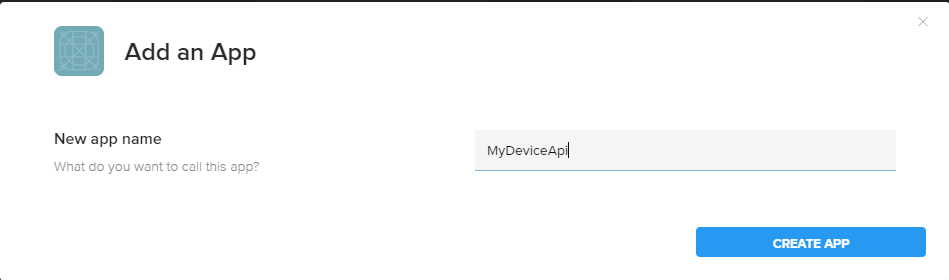 Add an App
New app name
What do you want to call this app?
MyDeviceApi
CREATE APP